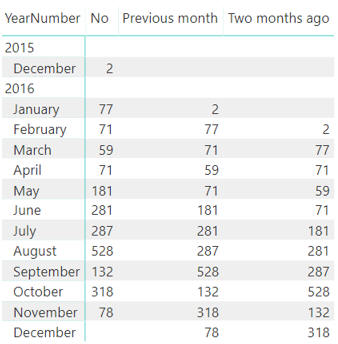 YearNumber No Previous month Two months ago
2015
December 2
2016
January 77 2
February 71 77 2
March 59 71 77
April 71 59 71
May 181 71 59
June 281 181 71
July 287 281 181
August 528 287 281
September 132 528 287
October 318 132 528
November 78 318 132
December 78 318